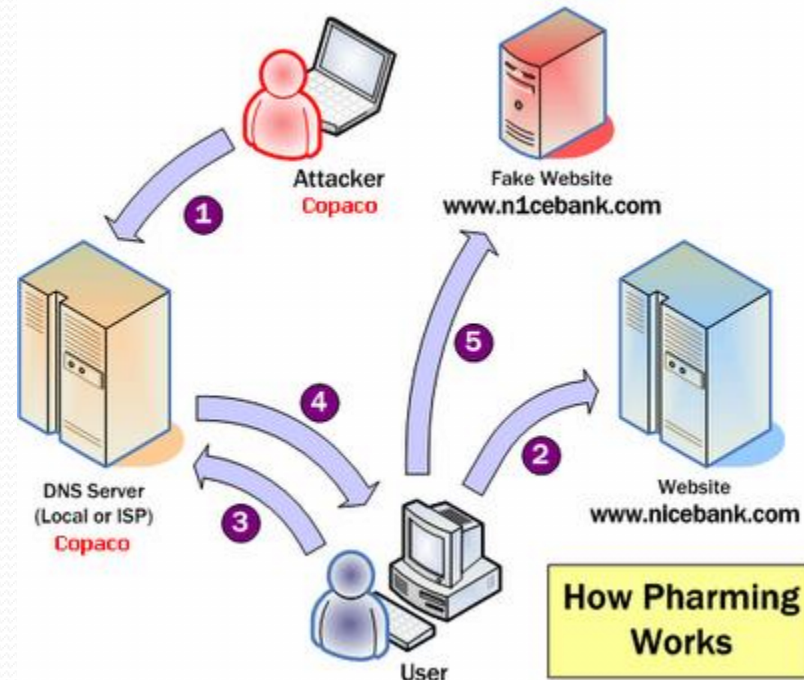 Attacker
Copaco
Fake Website
www.n1cebank.com
1
5
4
2
3
DNS Server
(Local or ISP)
Copaco
Website
www.nicebank.com
User
How Pharming
Works